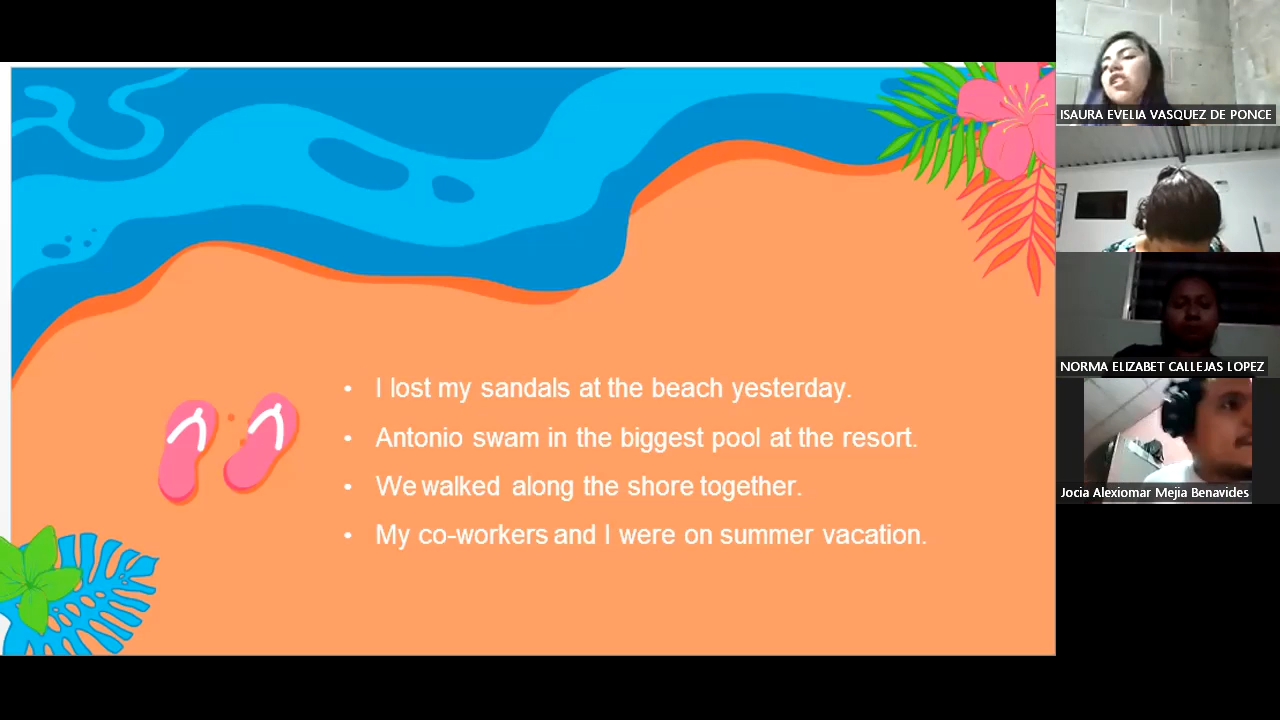 ISAURA EVELIA VASQUEZ DE PONCE
NORMA ELIZABET CALLEJAS LOPEZ
• I lost my sandals at the beach yesterday.
• Antonio swam in the biggest pool at the resort.
• We walked along the shore together.
• My co-workers and I were on summer vacation.
Jocia Alexiomar Mejia Benavides